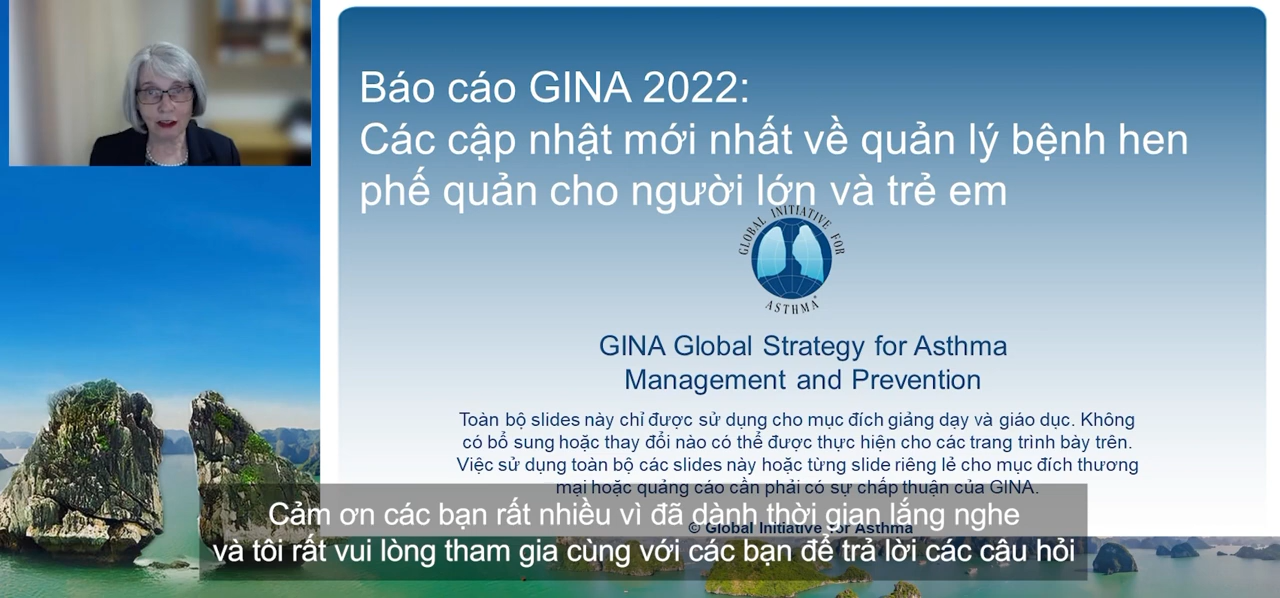 Báo cáo GINA 2022:
Các cập nhật mới nhất về quản lý bệnh hen
phế quản cho người lớn và trẻ em
GLOBAL INITIATIVE FOR
ASTHMA
GINA Global Strategy for Asthma
Management and Prevention
Toàn bộ slides này chỉ được sử dụng cho mục đích giảng dạy và giáo dục. Không
có bổ sung hoặc thay đổi nào có thể được thực hiện cho các trang trình bày trên.
Việc sử dụng toàn bộ các slides này hoặc từng slide riêng lẻ cho mục đích thương
mại hoặc quảng cáo cần phải có sự chấp thuận của GINA.
© Global Initiative for Asthma
Cảm ơn các bạn rất nhiều vì đã dành thời gian lắng nghe
và tôi rất vui lòng tham gia cùng với các bạn để trả lời các câu hỏi